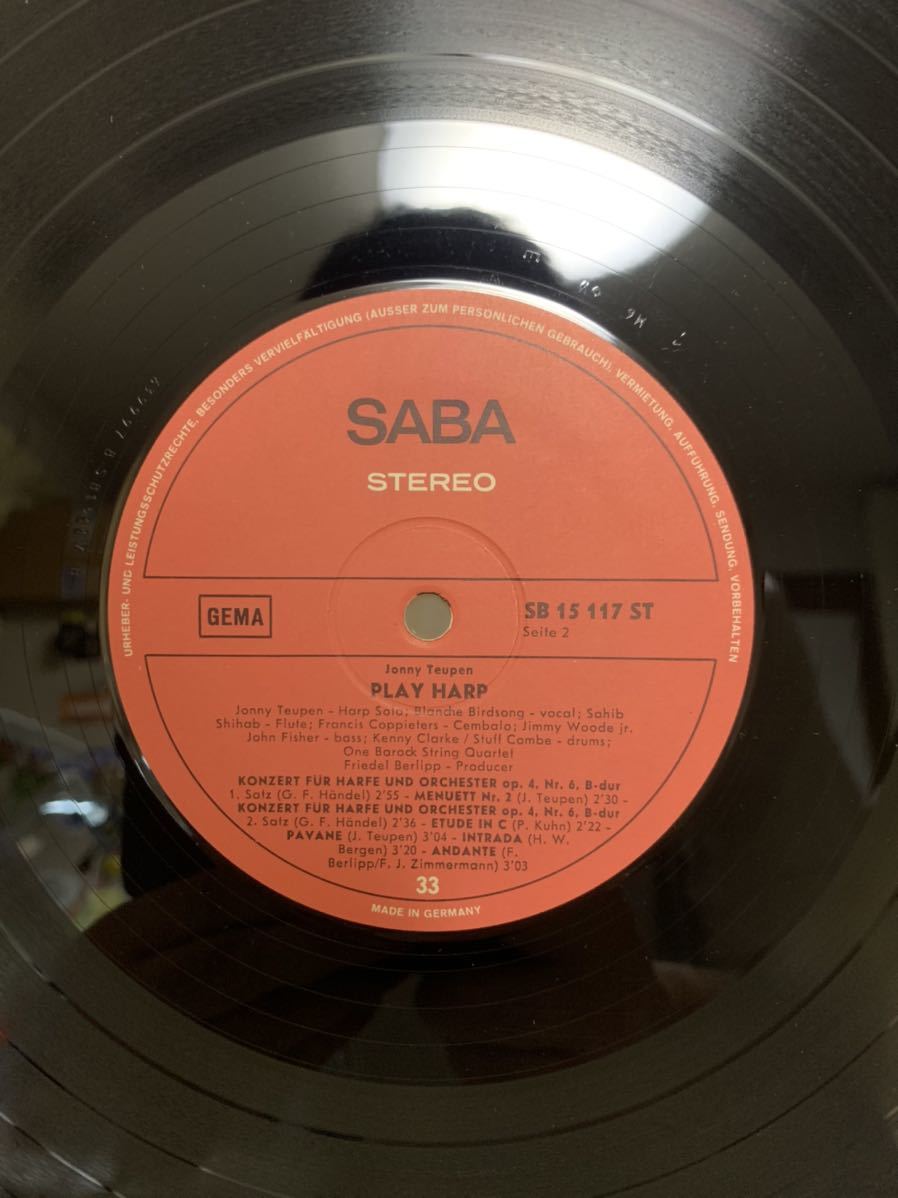 URHEBER- UND LEISTUNGSSCHUTZRECHTE, BESONDERS VERVIELFÄLTIGUNG (AUSSER ZUM PERSÖNLICHEN GEBRAUCH), VERMIETUNG, AUFFÜHRUNG, SENDUNG, VORBEHALTEN
SABA
STEREO
GEMA
SB 15 117 ST
Seite 2
Jonny Teupen
PLAY HARP
Jonny Teupen - Harp Solo; Blanche Birdsong - vocal; Sahib
Shihab - Flute; Francis Coppieters - Cembalo; Jimmy Woode jr.
John Fisher - bass; Kenny Clarke / Stuff Combe - drums;
One Barock String Quartet
Friedel Berlipp - Producer
KONZERT FÜR HARFE UND ORCHESTER op. 4, Nr. 6, B-dur
1. Satz (G. F. Händel) 2'55 - MENUETT Nr. 2 (J. Teupen) 2'30 -
KONZERT FÜR HARFE UND ORCHESTER op. 4, Nr. 6, B-dur
2. Satz (G. F. Händel) 2'36 - ETUDE IN C (P. Kuhn) 2'22 -
PAVANE (J. Teupen) 3'04 - INTRADA (H. W.
Bergen) 3'20 - ANDANTE (F.
Berlipp/F. J. Zimmermann) 3'03
33
MADE IN GERMANY